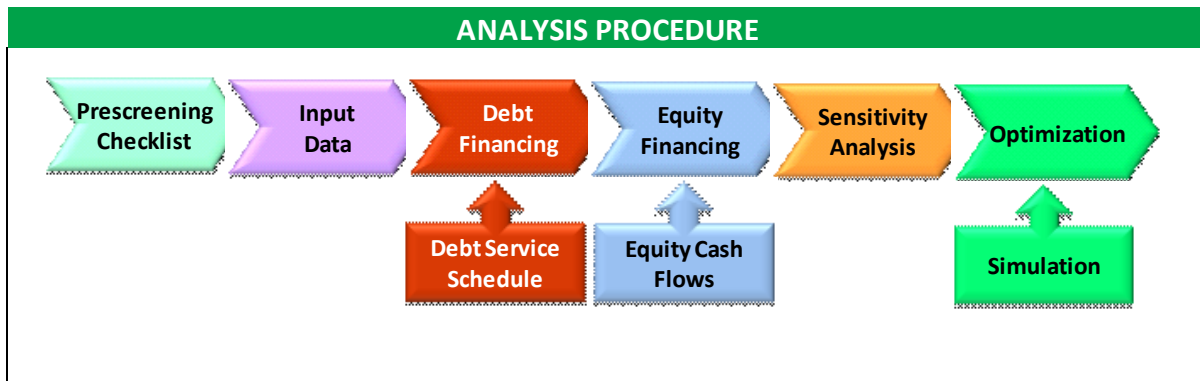 ANALYSIS PROCEDURE
Prescreening
Checklist
Input
Data
Debt
Financing
Equity
Financing
Sensitivity
Analysis
Optimization
Debt Service
Schedule
Equity Cash
Flows
Simulation